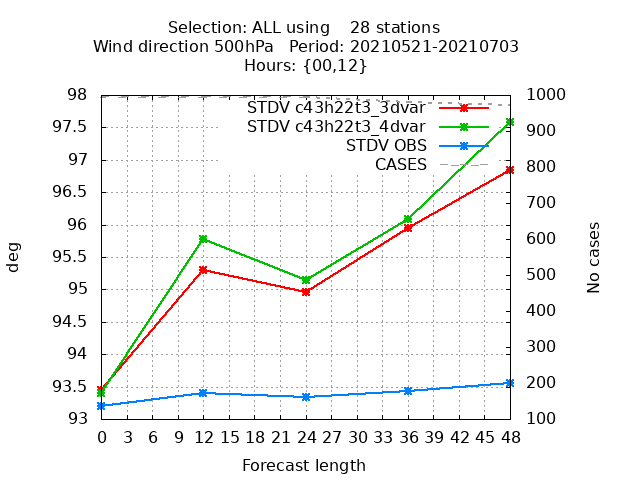 Selection: ALL using    28 stations
Wind direction 500hPa   Period: 20210521-20210703
Hours: {00,12}
STDV c43h22t3_3dvar
STDV c43h22t3_4dvar
STDV OBS
CASES
98
97.5
97
96.5
96
95.5
95
94.5
94
93.5
93
deg
1000
900
800
700
600
500
400
300
200
100
No cases
0 3 6 9 12 15 18 21 24 27 30 33 36 39 42 45 48
Forecast length